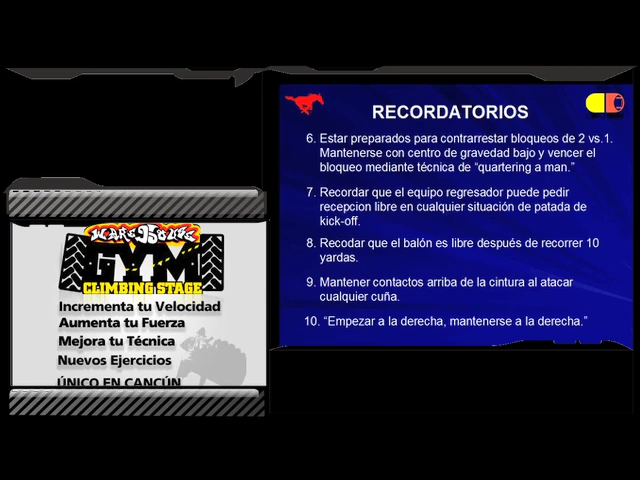 WAREHOUSE
GYM
CLIMBING STAGE
Incrementa tu Velocidad
Aumenta tu Fuerza
Mejora tu Técnica
Nuevos Ejercicios
ÚNICO EN CANCÚN
RECORDATORIOS
6. Estar preparados para contrarrestar bloqueos de 2 vs.1.
Mantenerse con centro de gravedad bajo y vencer el
bloqueo mediante técnica de “quartering a man.”
7. Recordar que el equipo regresador puede pedir
recepcion libre en cualquier situación de patada de
kick-off.
8. Recodar que el balón es libre después de recorrer 10
yardas.
9. Mantener contactos arriba de la cintura al atacar
cualquier cuña.
10. “Empezar a la derecha, mantenerse a la derecha.”